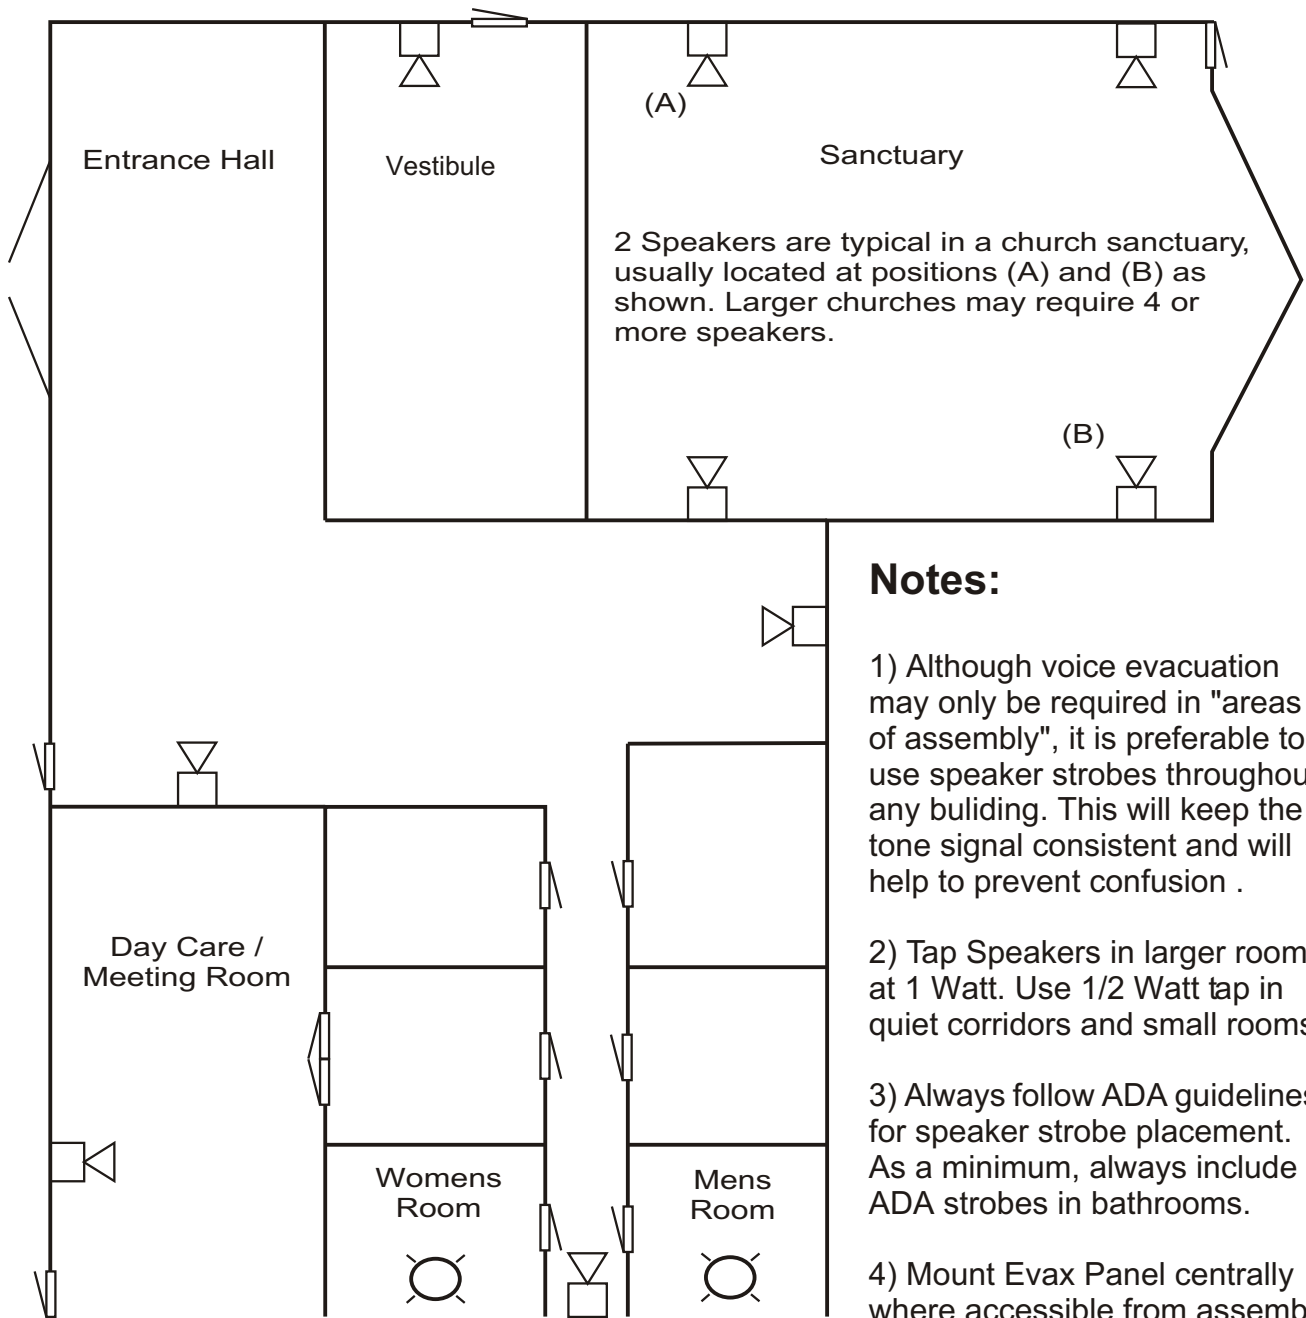 (A)
Entrance Hall
Vestibule
Sanctuary
2 Speakers are typical in a church sanctuary,
usually located at positions (A) and (B) as
shown. Larger churches may require 4 or
more speakers.
(B)
Notes:
1) Although voice evacuation
may only be required in "areas
of assembly", it is preferable to
use speaker strobes throughou
any buliding. This will keep the
tone signal consistent and will
help to prevent confusion .
2) Tap Speakers in larger room
at 1 Watt. Use 1/2 Watt tap in
quiet corridors and small rooms
3) Always follow ADA guidelines
for speaker strobe placement.
As a minimum, always include
ADA strobes in bathrooms.
4) Mount Evax Panel centrally
where accessible from assemb
Day Care /
Meeting Room
Womens
Room
Mens
Room